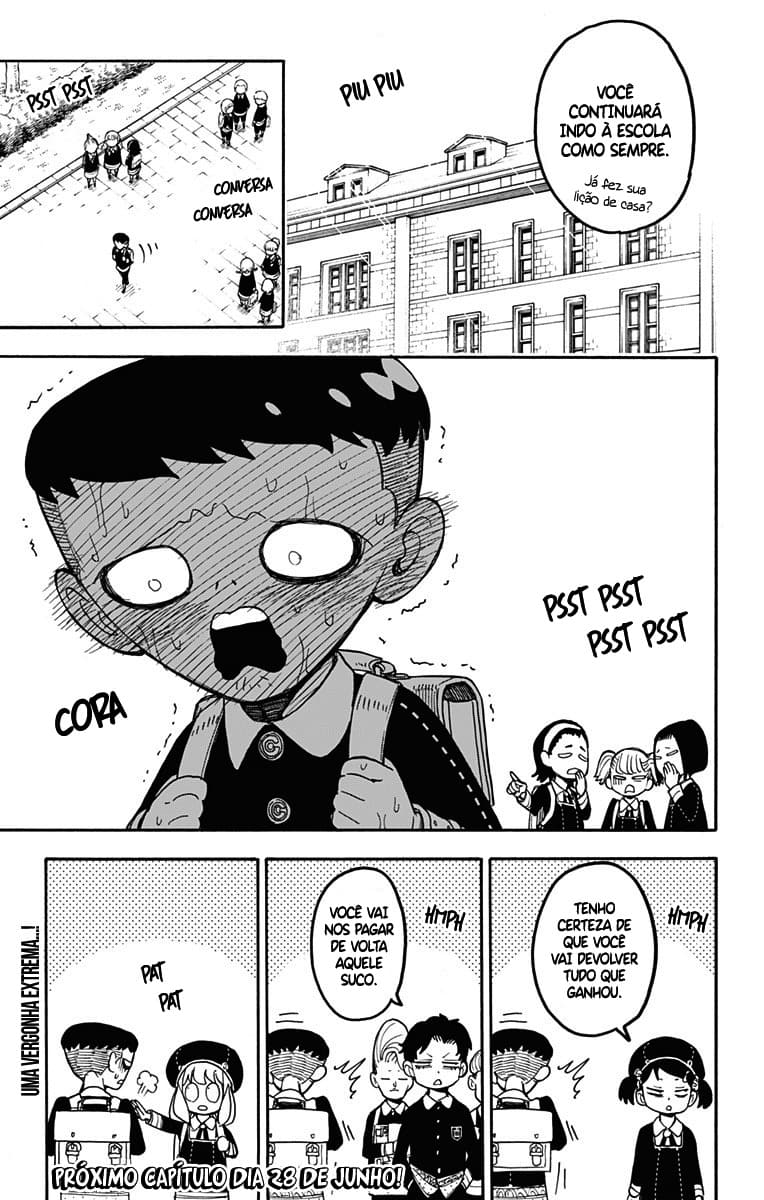 VOCÊ
CONTINUARÁ
INDO À ESCOLA
COMO SEMPRE.
Já fez sua
lição de casa?
PIU PIU
PSST PSST
CONVERSA
CONVERSA
PSST PSST
PSST PSST
CORA
TENHO
CERTEZA DE
QUE VOCÊ
VAI DEVOLVER
TUDO QUE
GANHOU.
HMPH
VOCÊ VAI
NOS PAGAR
DE VOLTA
AQUELE
SUCO.
HMPH
PAT
PAT
UMA VERGONHA EXTREMA...!
PRÓXIMO CAPÍTULO DIA 28 DE JUNHO!